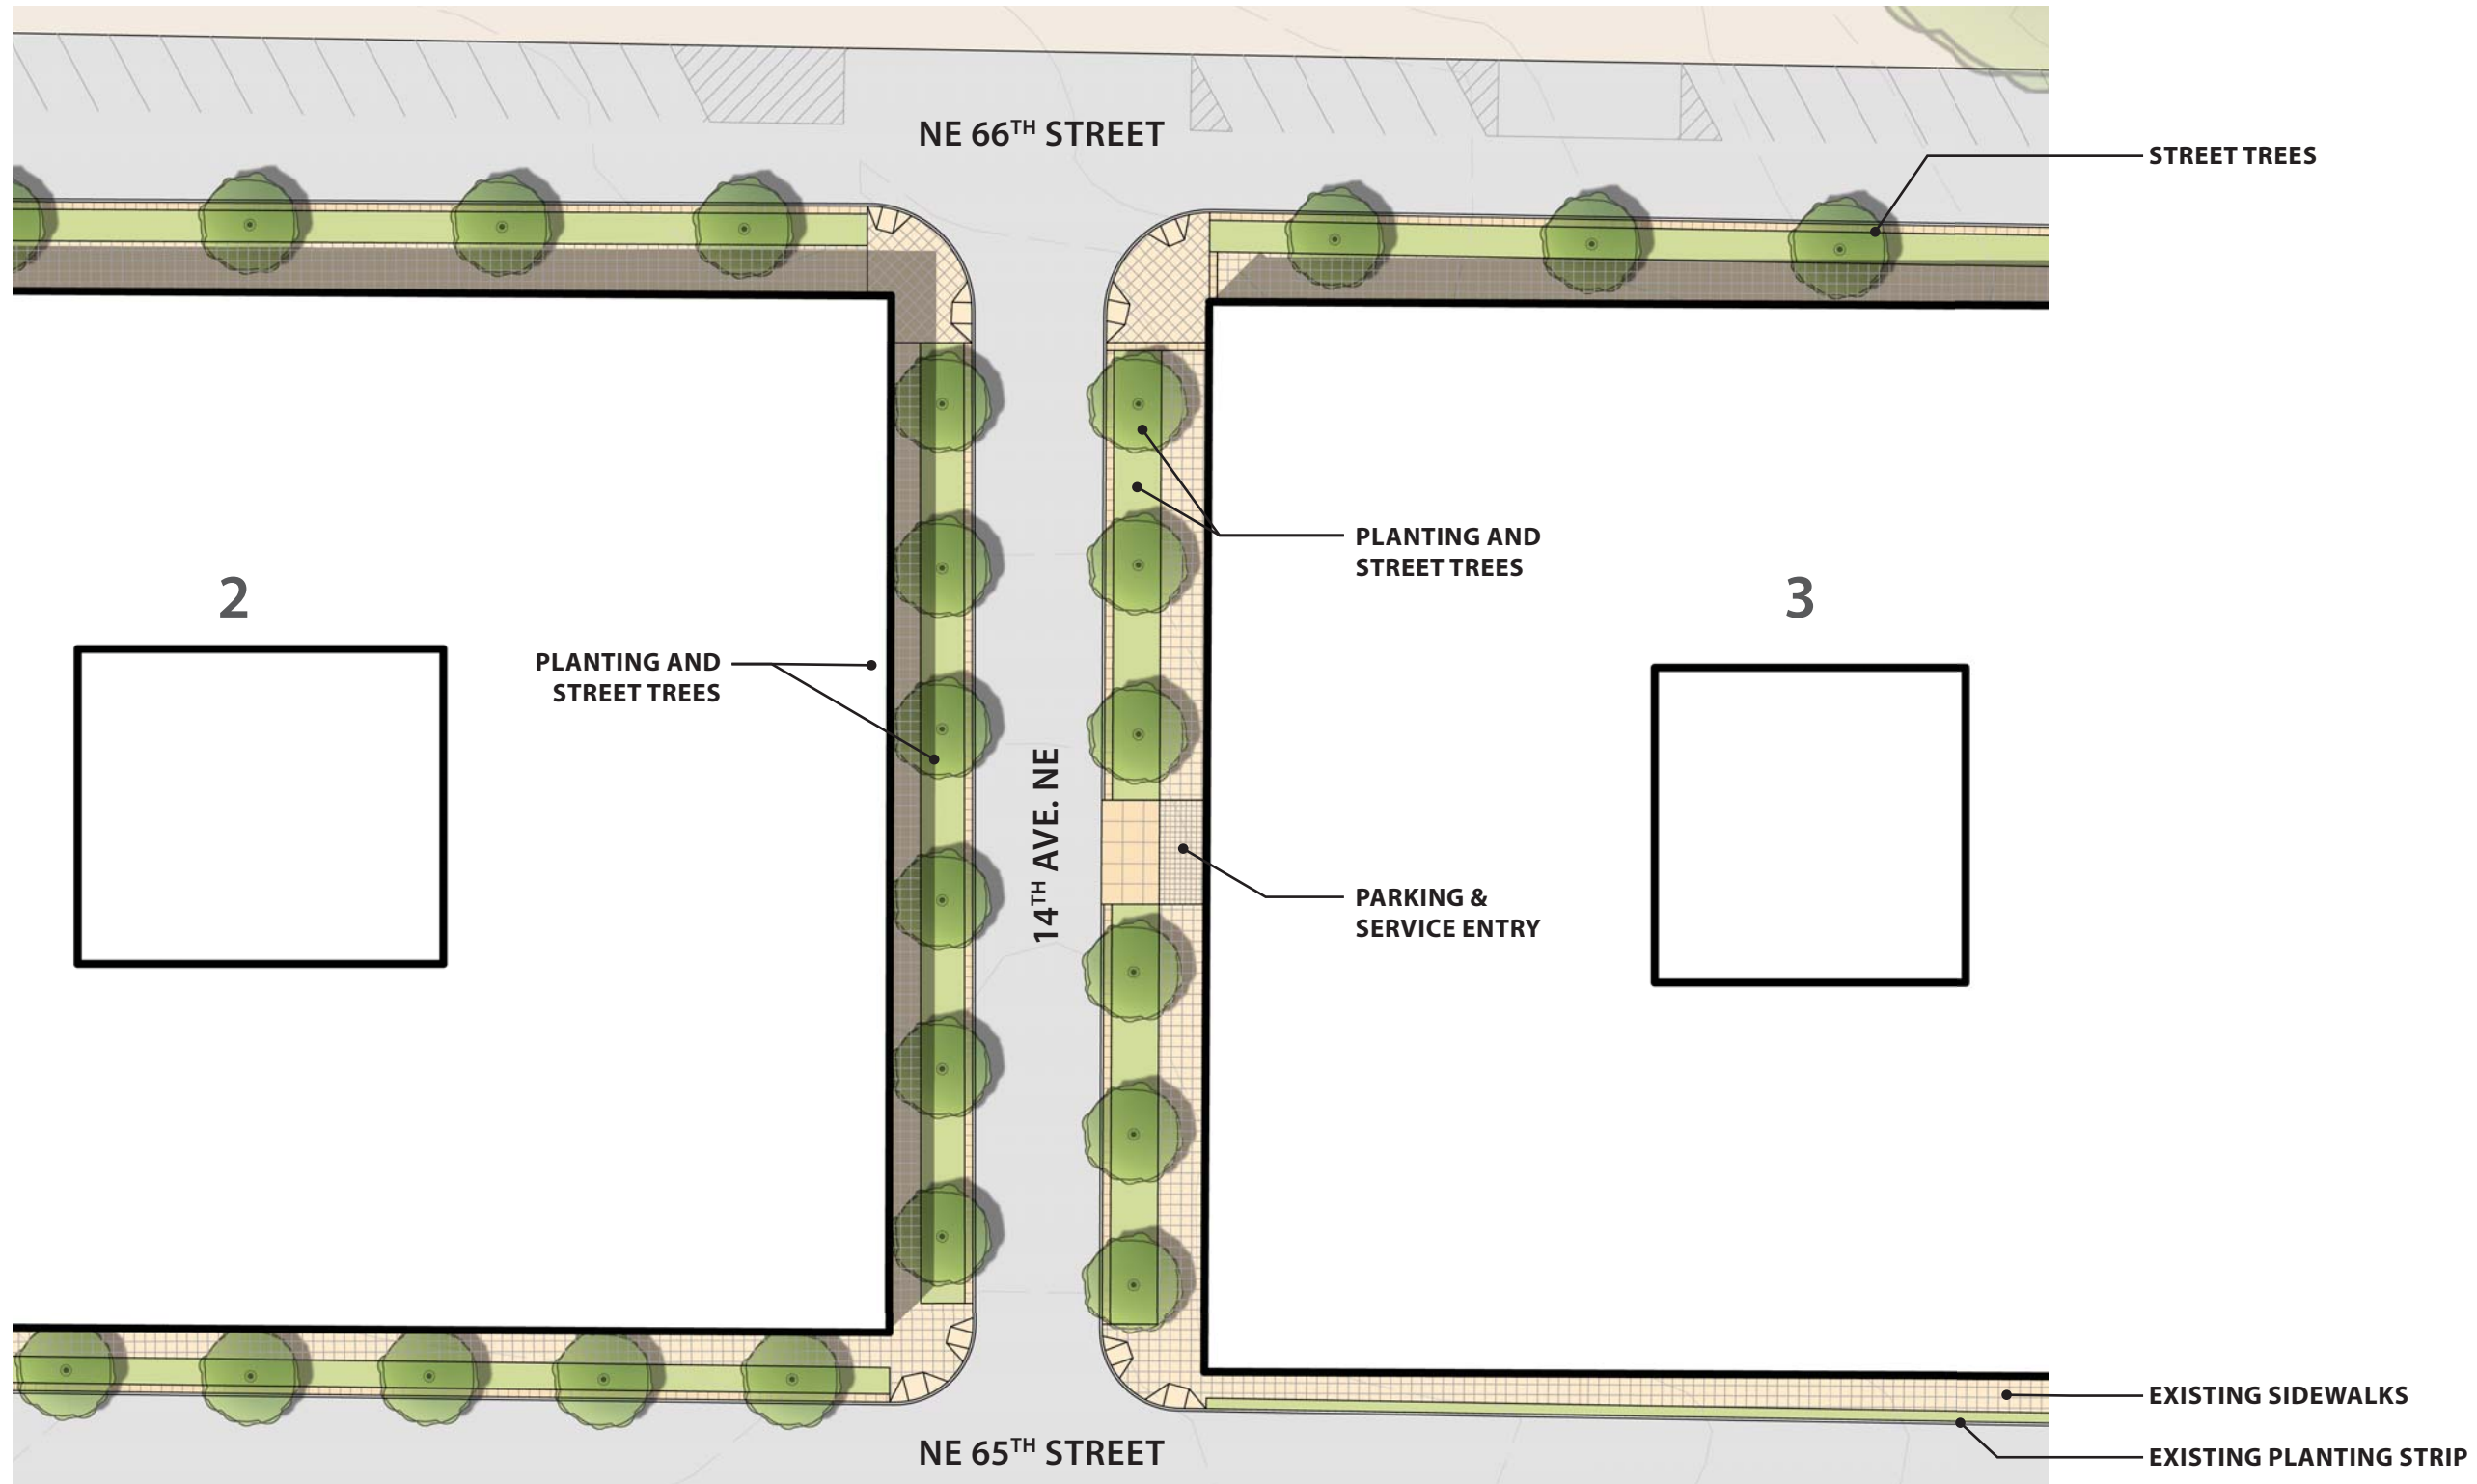 NE 66TH STREET
STREET TREES
PLANTING AND
STREET TREES
2
3
PLANTING AND
STREET TREES
14TH AVE. NE
PARKING &
SERVICE ENTRY
EXISTING SIDEWALKS
NE 65TH STREET
EXISTING PLANTING STRIP